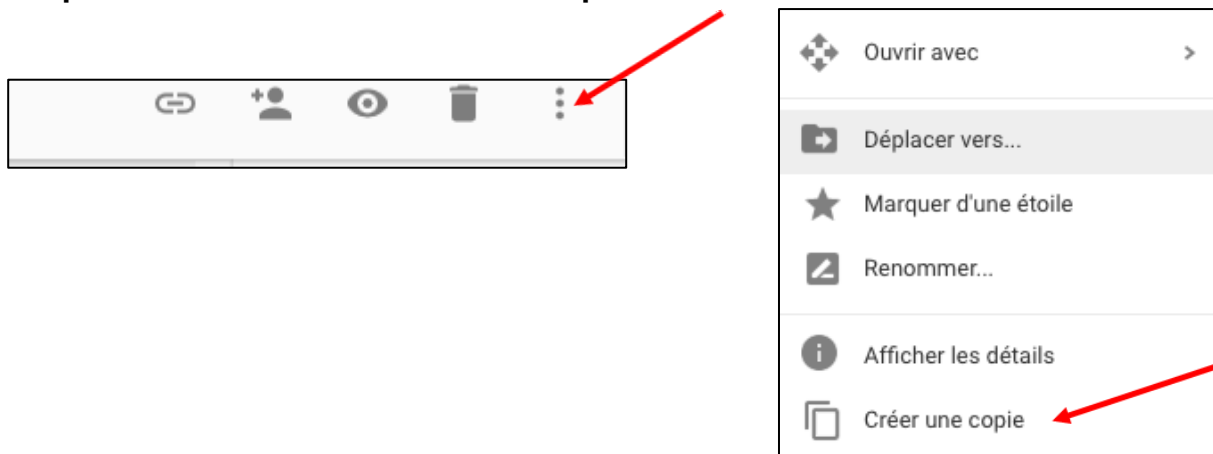 Ouvrir avec
Déplacer vers...
Marquer d'une étoile
Renommer...
Afficher les détails
Créer une copie